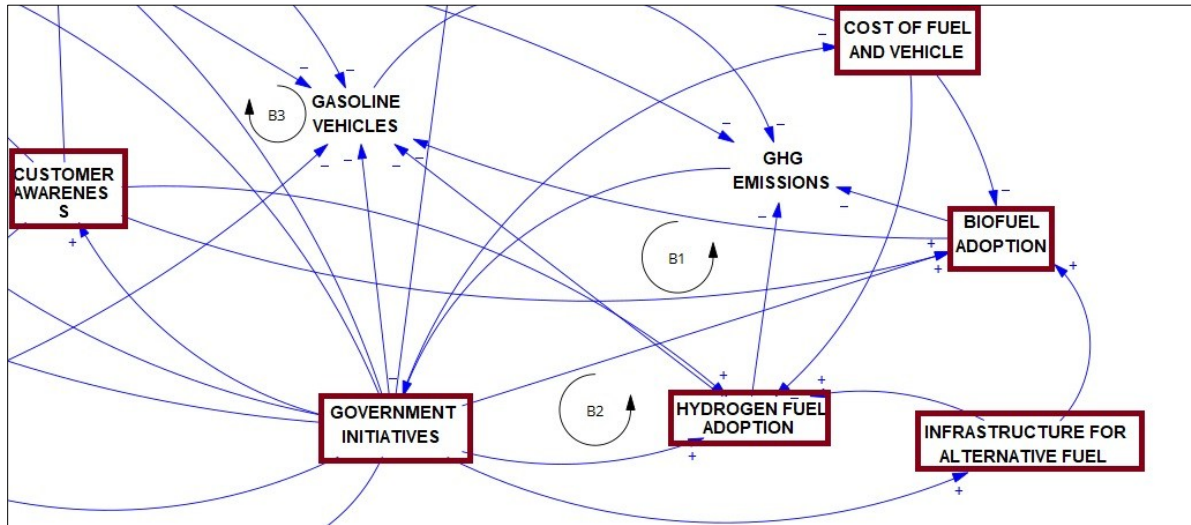 COST OF FUEL
AND VEHICLE
−
−
−
GASOLINE
VEHICLES
B3
−
−
GHG
EMISSIONS
−
−
−
−
CUSTOMER
AWARENES
S
+
−
−
−
BIOFUEL
ADOPTION
+
+
+
B1
−
GOVERNMENT
INITIATIVES
B2
+
+
−
HYDROGEN FUEL
ADOPTION
+
INFRASTRUCTURE FOR
ALTERNATIVE FUEL
+